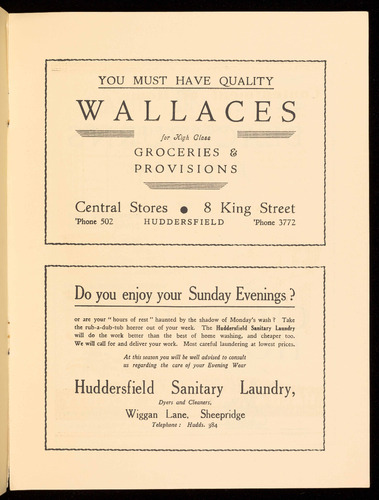 YOU MUST HAVE QUALITY
WALLACES
for High Class
GROCERIES &
PROVISIONS
Central Stores ● 8 King Street
'Phone 502 HUDDERSFIELD 'Phone 3772
Do you enjoy your Sunday Evenings?
or are your "hours of rest" haunted by the shadow of Monday's wash? Take
the rub-a-dub-tub horror out of your work. The Huddersfield Sanitary Laundry
will do the work better than the best of home washing, and cheaper too.
We will call for and deliver your work. Most careful laundering at lowest prices.
At this season you will be well advised to consult
us regarding the care of your Evening Wear
Huddersfield Sanitary Laundry,
Dyers and Cleaners,
Wiggan Lane, Sheepridge
Telephone: Hudds. 984